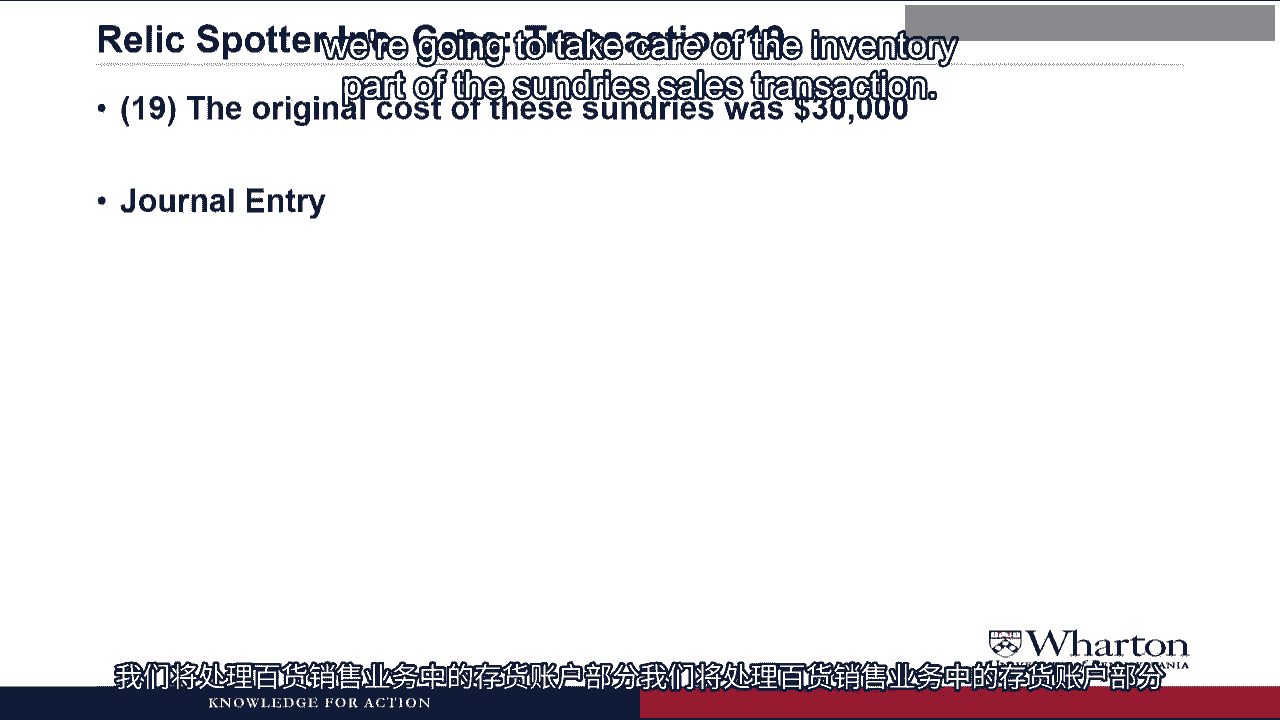 Relic Spotter Inc. Case: Transaction 19
we're going to take care of the inventory
part of the sundries sales transaction.
• (19) The original cost of these sundries was $30,000
• Journal Entry
Wharton
我们将处理百货销售业务中的存货账户部分我们将处理百货销售业务中的存货账户部分
KNOWLEDGE FOR ACTION